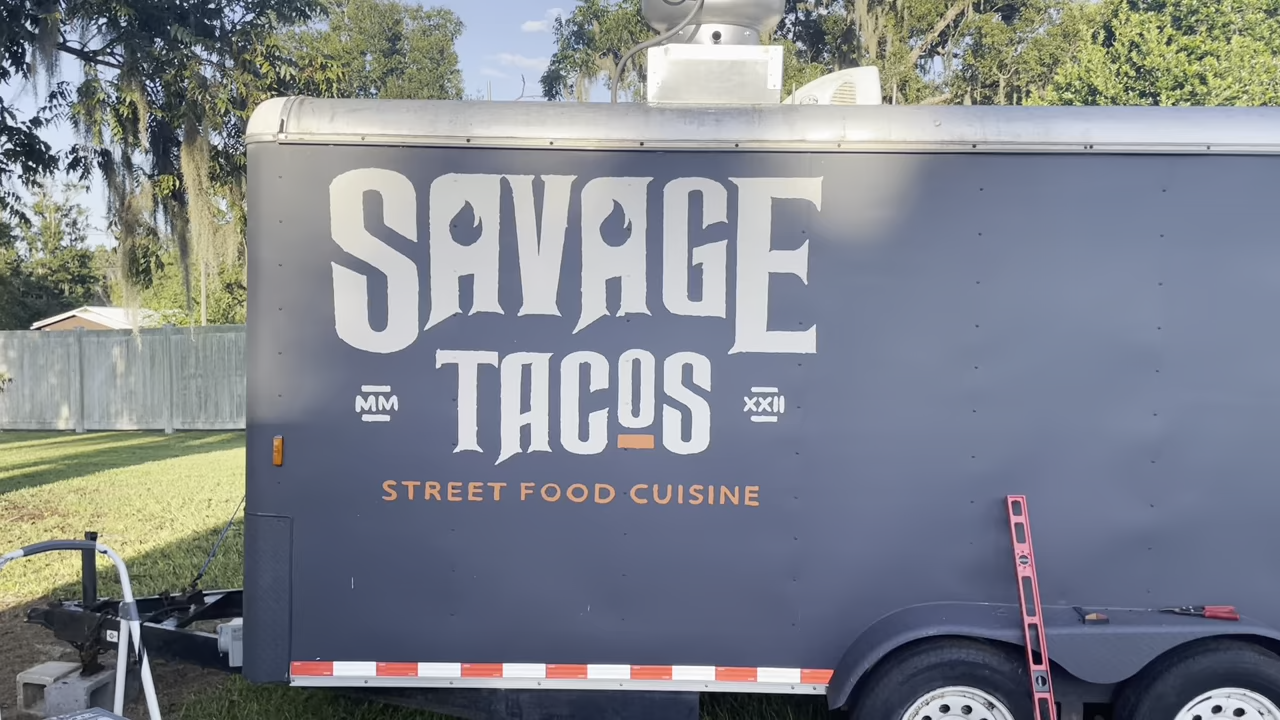 SAVAGE
TACOS
MM
XXII
STREET FOOD CUISINE